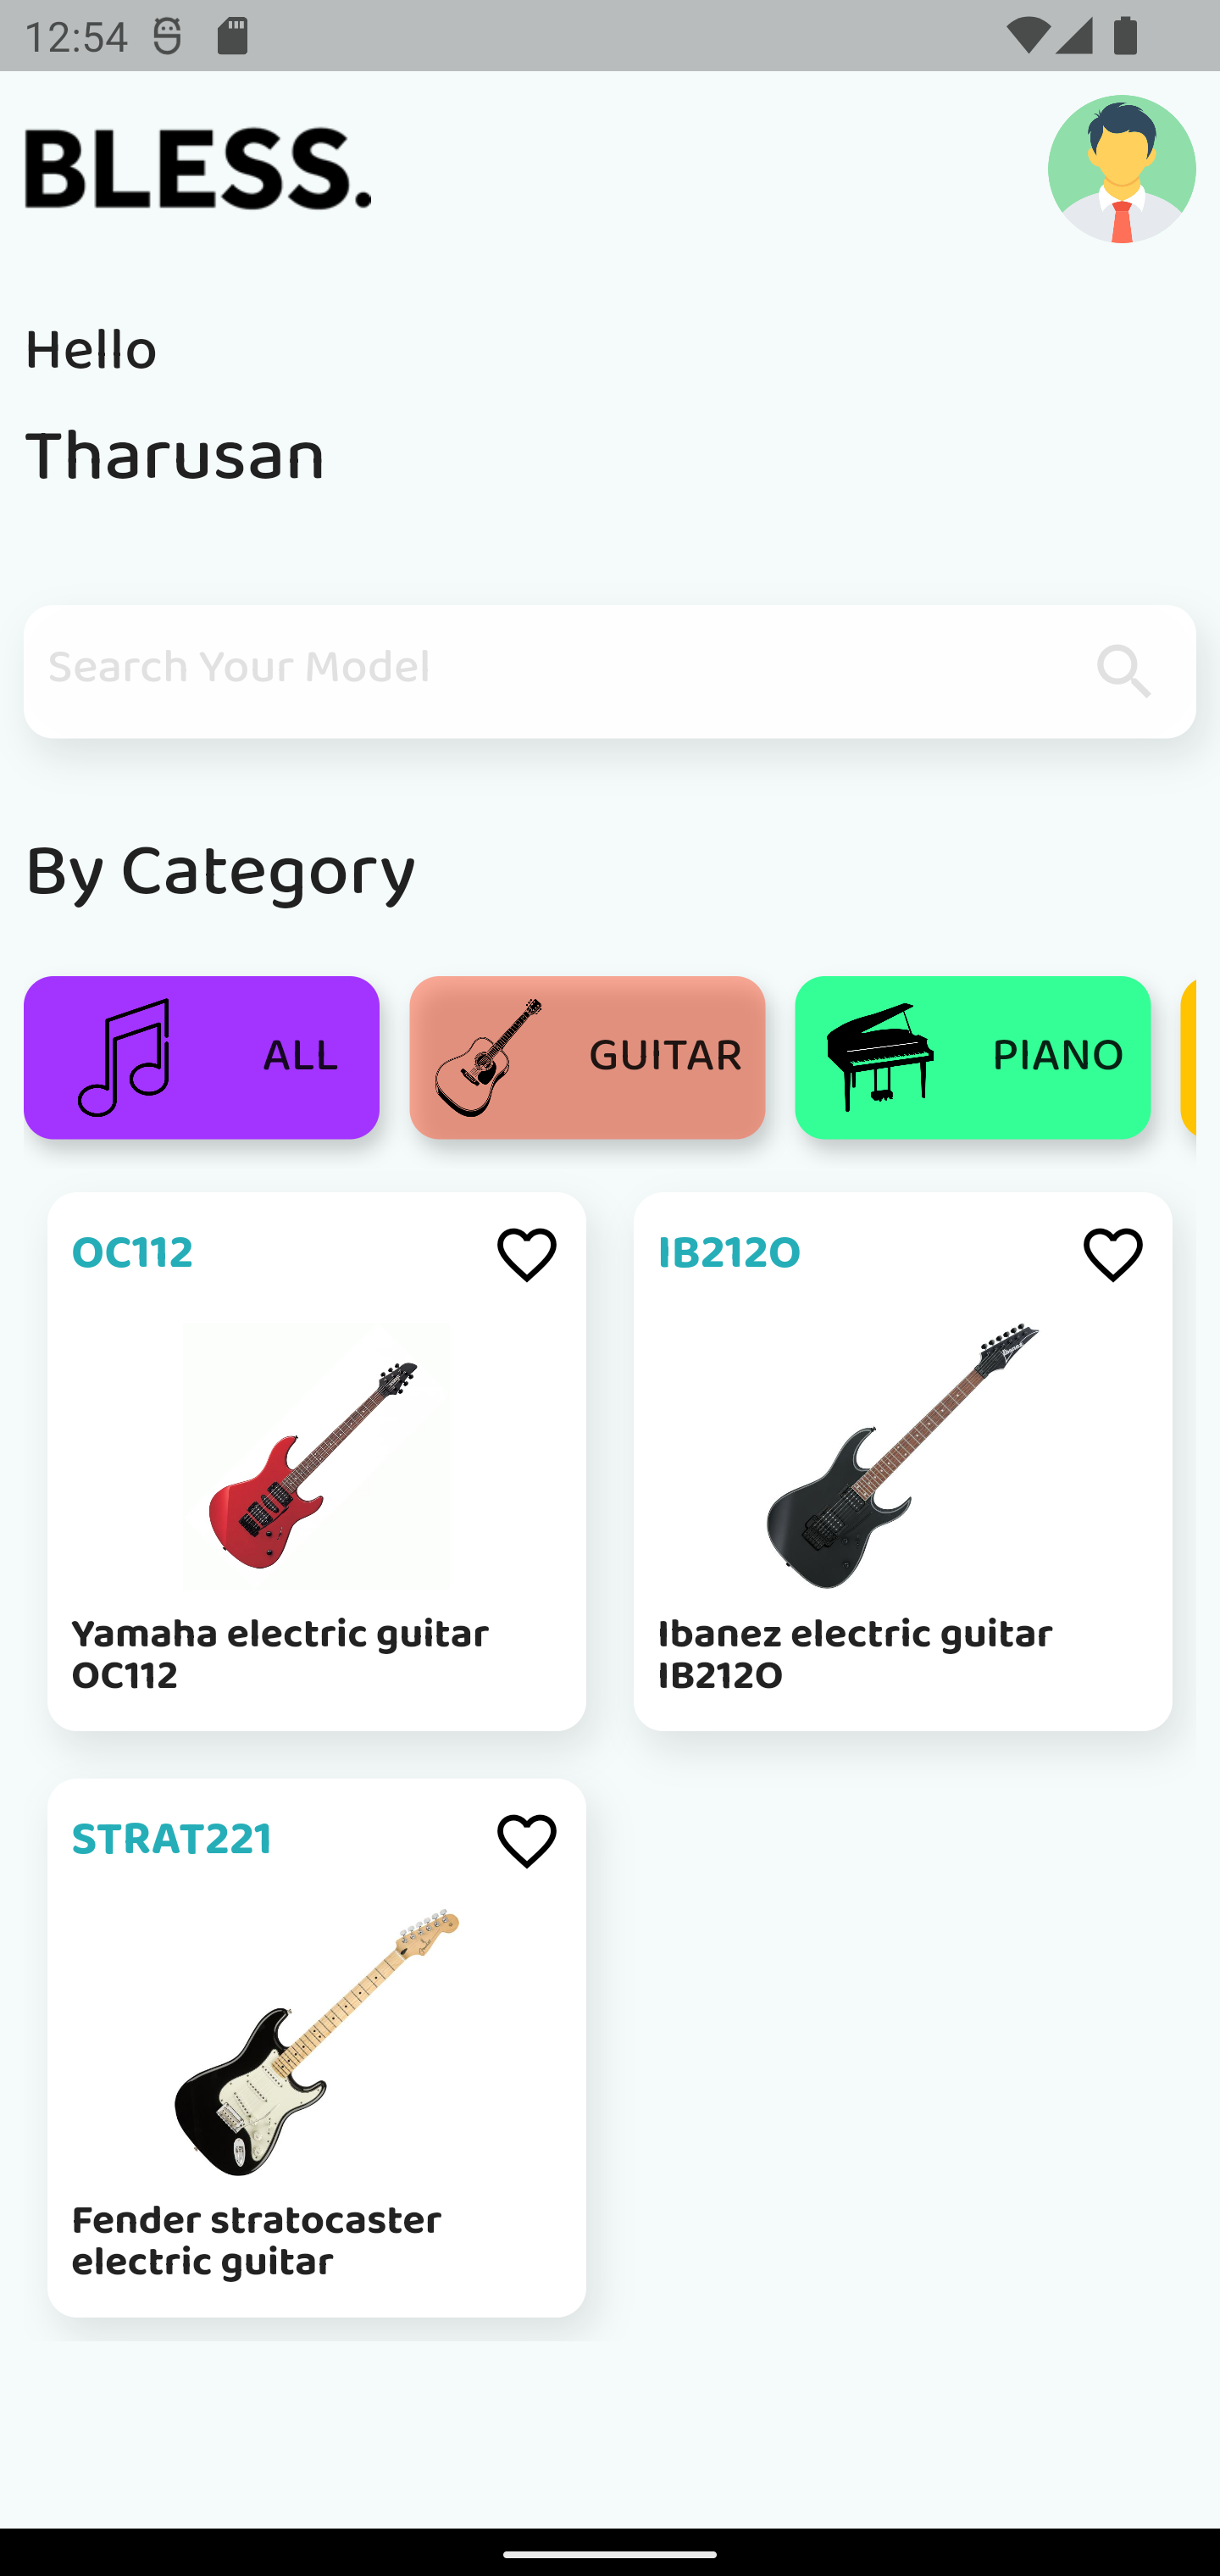 12:54
BLESS.
Hello
Tharusan
Search Your Model
By Category
ALL
GUITAR
PIANO
OC112
IB212O
Yamaha electric guitar
OC112
Ibanez electric guitar
IB212O
STRAT221
Fender stratocaster
electric guitar